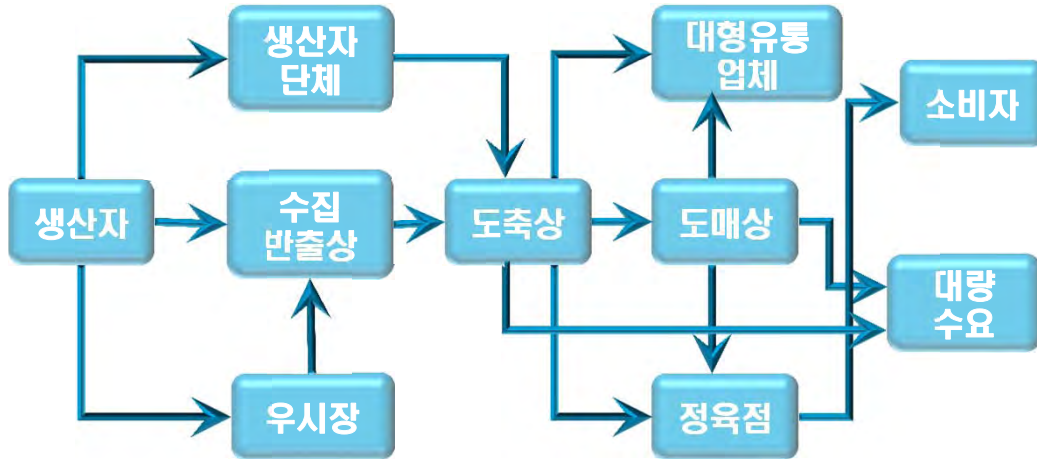 생산자
단체
대형유통
업체
소비자
생산자
수집
반출상
도축상
도매상
대량
수요
우시장
정육점